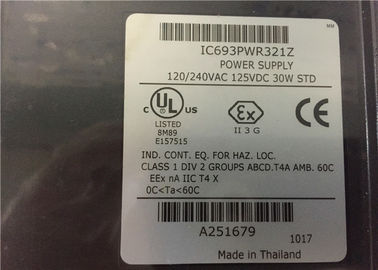 IC693PWR321Z
MM
POWER SUPPLY
120/240VAC 125VDC 30W STD
UL
LISTED
8M89
E157515
Ex
II 3 G
IND. CONT. EQ. FOR HAZ. LOC.
CLASS 1 DIV 2 GROUPS ABCD.T4A AMB. 60C
EEx nA IIC T4 X
0C<Ta<60C
A251679
1017
Made in Thailand